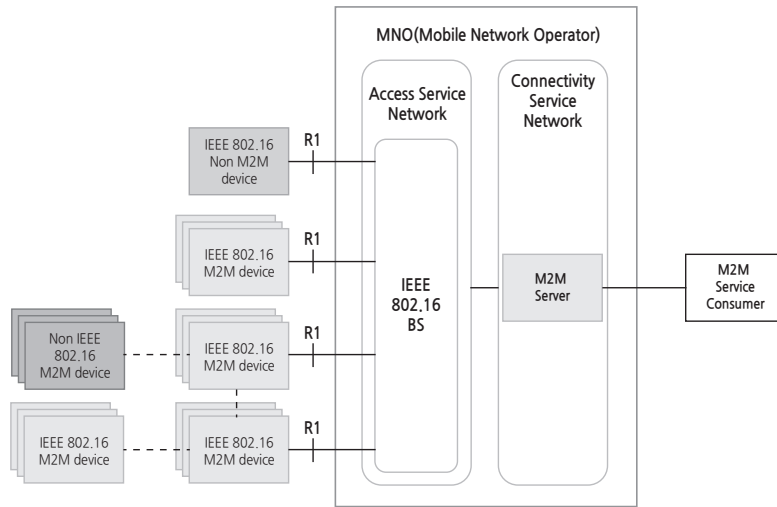 MNO(Mobile Network Operator)
Access Service
Network
Connectivity
Service
Network
IEEE 802.16
Non M2M
device
R1
IEEE 802.16
M2M device
R1
IEEE
802.16
BS
M2M
Server
M2M
Service
Consumer
Non IEEE
802.16
M2M device
IEEE 802.16
M2M device
R1
IEEE 802.16
M2M device
IEEE 802.16
M2M device
R1